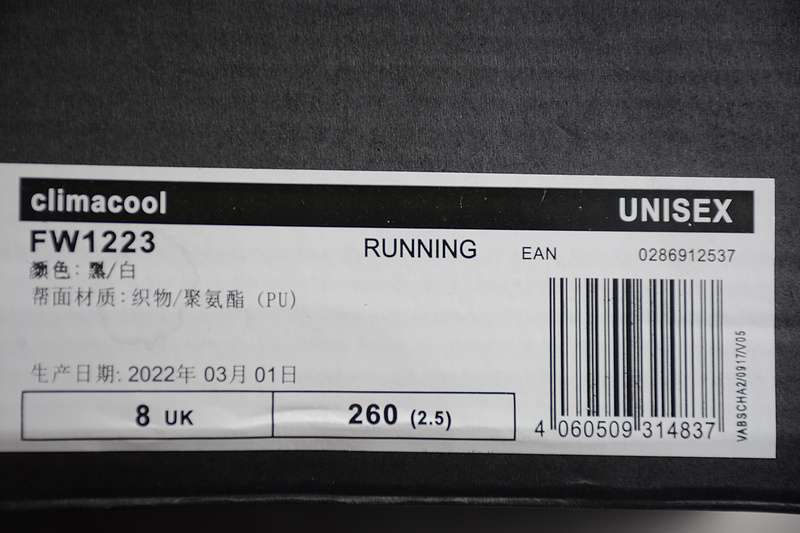 climacool UNISEX
FW1223 RUNNING EAN 0286912537
颜色: 黑/白
帮面材质: 织物/聚氨酯 (PU)
生产日期: 2022年 03月 01日
8 UK 260 (2.5)
4 060509 314837
VABSCHA2/0917/V05